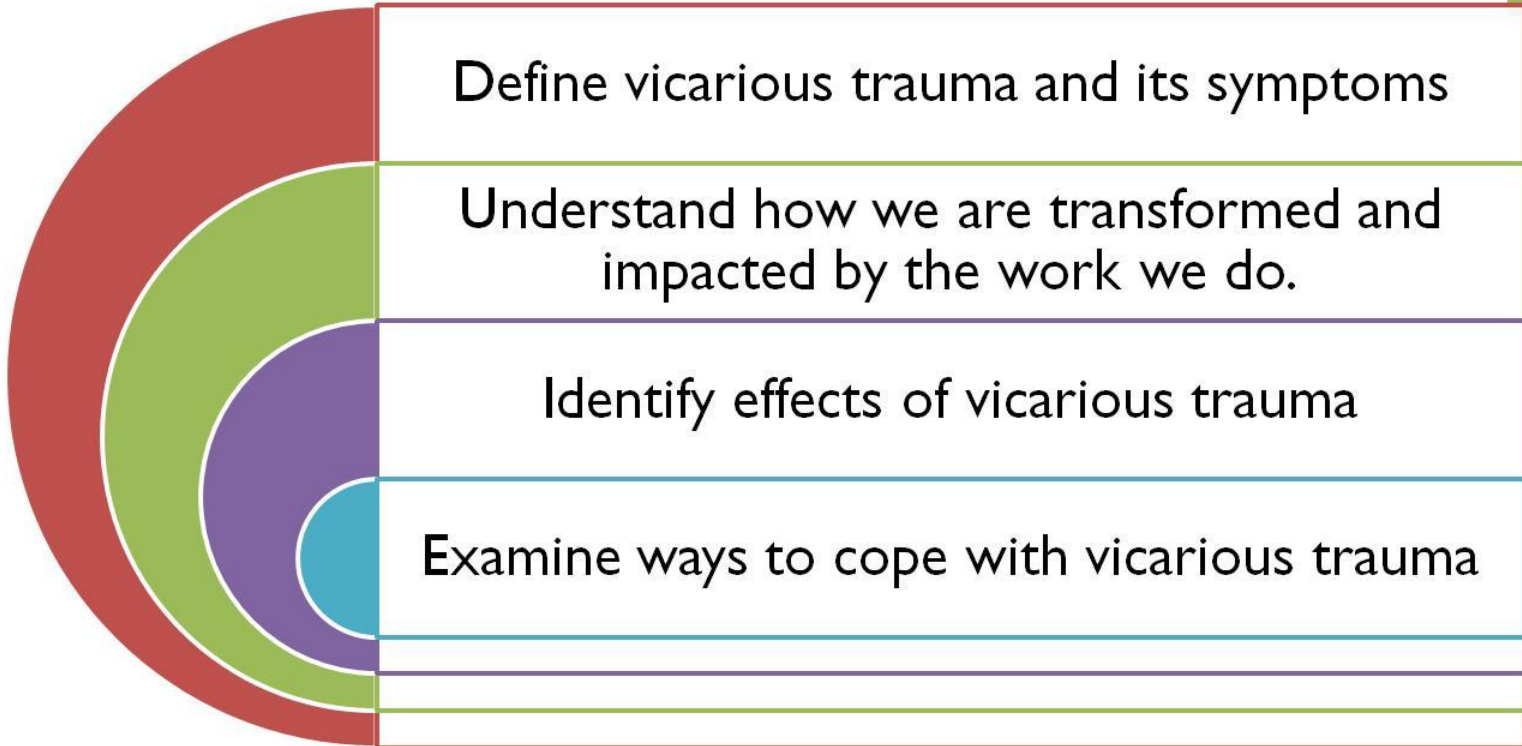 Define vicarious trauma and its symptoms
Understand how we are transformed and
impacted by the work we do.
Identify effects of vicarious trauma
Examine ways to cope with vicarious trauma